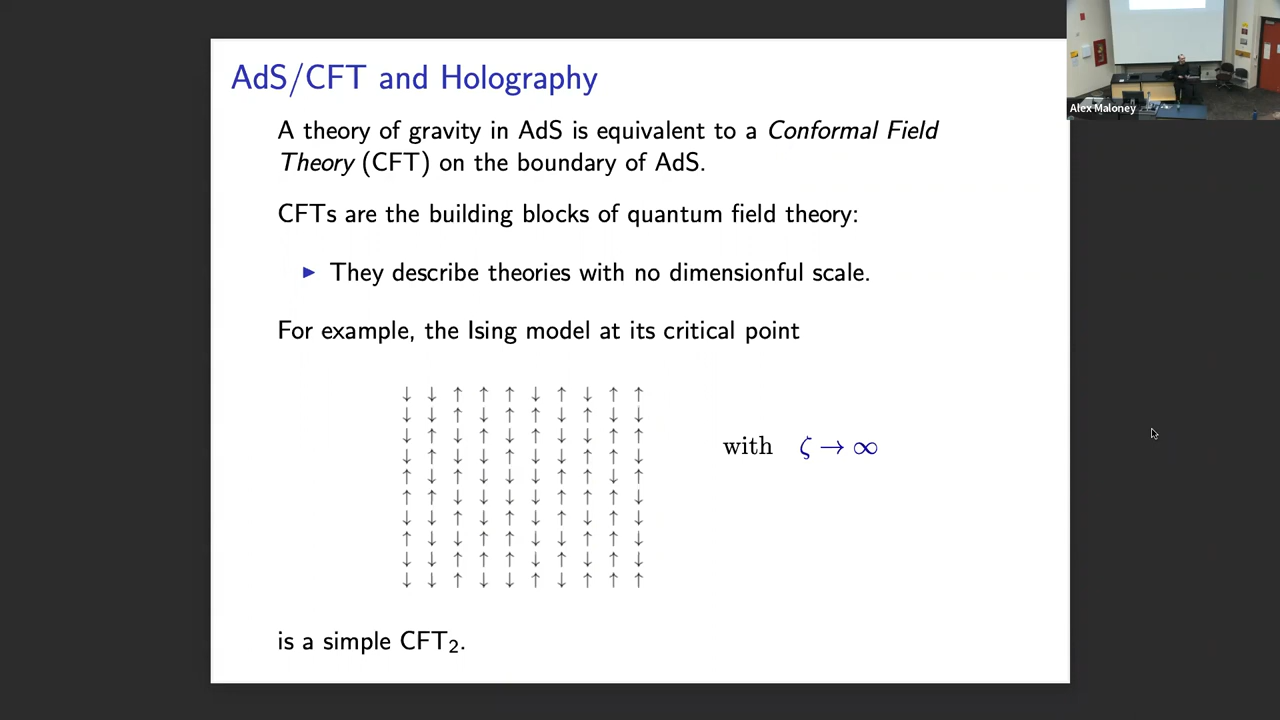 AdS/CFT and Holography
A theory of gravity in AdS is equivalent to a Conformal Field
Theory (CFT) on the boundary of AdS.
CFTs are the building blocks of quantum field theory:
▶ They describe theories with no dimensionful scale.
For example, the Ising model at its critical point
with ζ → ∞
is a simple CFT₂.
Alex Maloney